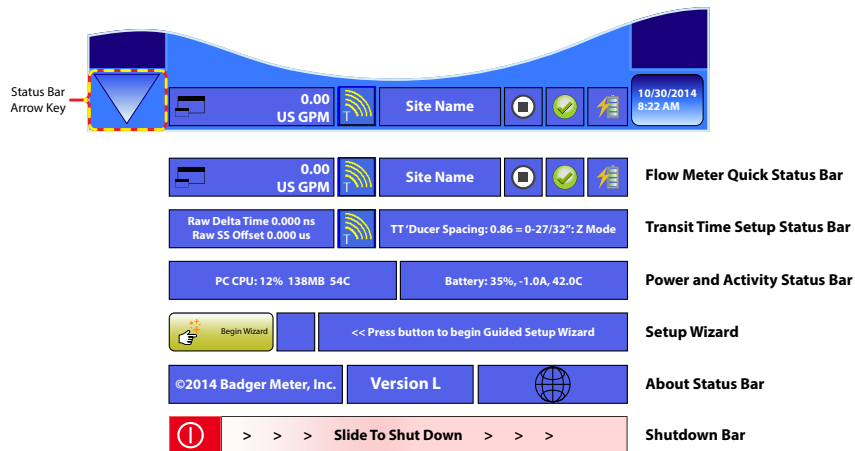 Status Bar
Arrow Key
0.00
US GPM
T
Site Name
10/30/2014
8:22 AM
0.00
US GPM
T
Site Name
Flow Meter Quick Status Bar
Raw Delta Time 0.000 ns
Raw SS Offset 0.000 us
T
TT 'Ducer Spacing: 0.86 = 0-27/32": Z Mode
Transit Time Setup Status Bar
PC CPU: 12% 138MB 54C
Battery: 35%, -1.0A, 42.0C
Power and Activity Status Bar
Begin Wizard
<< Press button to begin Guided Setup Wizard
Setup Wizard
©2014 Badger Meter, Inc.
Version L
About Status Bar
> > > Slide To Shut Down > > >
Shutdown Bar